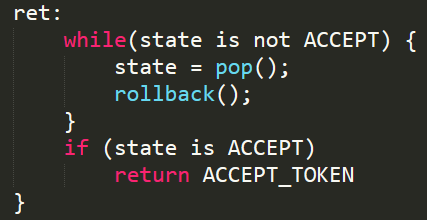 ret:
while(state is not ACCEPT) {
state = pop();
rollback();
}
if (state is ACCEPT)
return ACCEPT_TOKEN
}